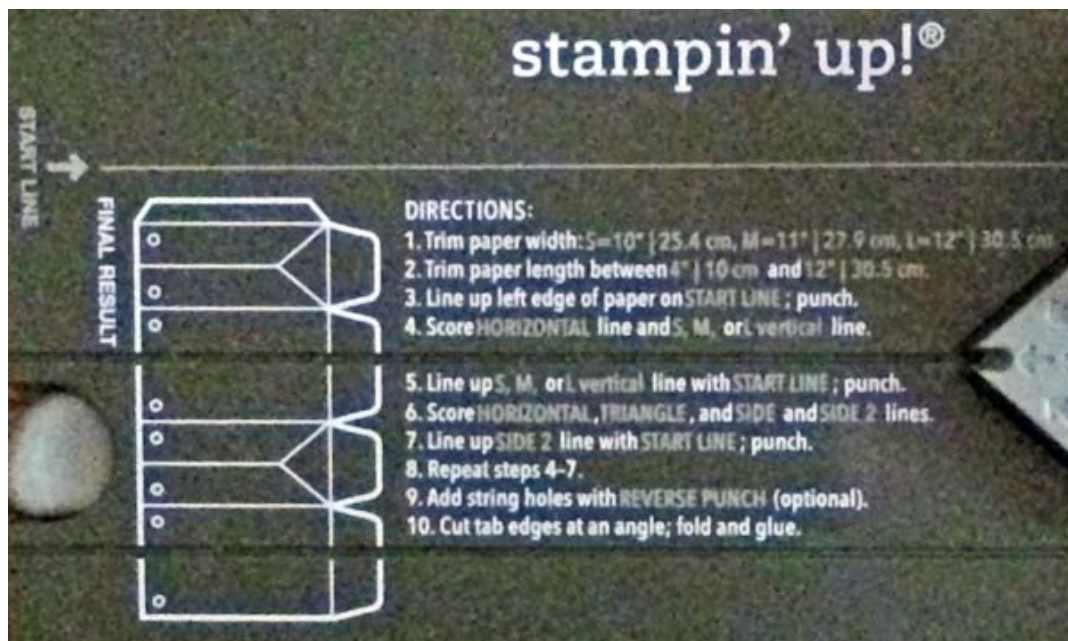 stampin' up!®
START LINE
FINAL RESULT
DIRECTIONS:
1. Trim paper width: S=10" | 25.4 cm, M=11" | 27.9 cm, L=12" | 30.5 cm
2. Trim paper length between 4" | 10 cm and 12" | 30.5 cm.
3. Line up left edge of paper on START LINE; punch.
4. Score HORIZONTAL line and S, M, or L vertical line.
5. Line up S, M, or L vertical line with START LINE; punch.
6. Score HORIZONTAL, TRIANGLE, and SIDE and SIDE 2 lines.
7. Line up SIDE 2 line with START LINE; punch.
8. Repeat steps 4–7.
9. Add string holes with REVERSE PUNCH (optional).
10. Cut tab edges at an angle; fold and glue.